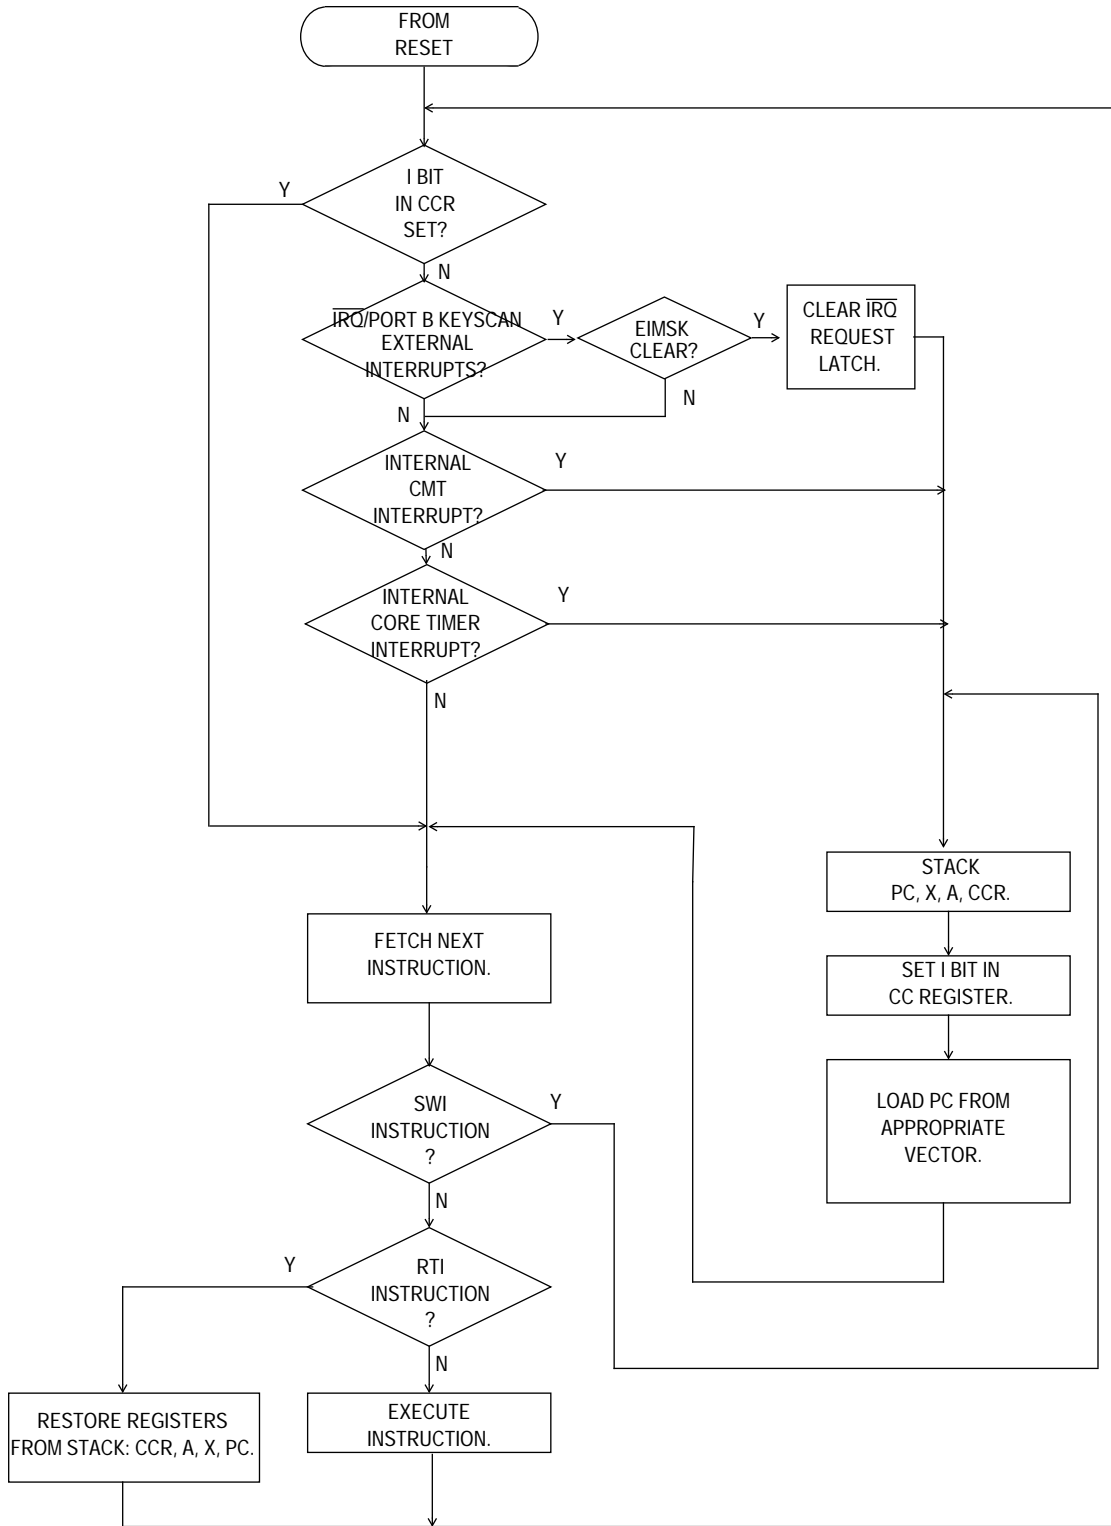 FROM
RESET
I BIT
IN CCR
SET?
Y
N
IRQ/PORT B KEYSCAN
EXTERNAL
INTERRUPTS?
Y
N
EIMSK
CLEAR?
Y
N
CLEAR IRQ
REQUEST
LATCH.
INTERNAL
CMT
INTERRUPT?
Y
N
INTERNAL
CORE TIMER
INTERRUPT?
Y
N
STACK
PC, X, A, CCR.
SET I BIT IN
CC REGISTER.
LOAD PC FROM
APPROPRIATE
VECTOR.
FETCH NEXT
INSTRUCTION.
SWI
INSTRUCTION
?
Y
N
RTI
INSTRUCTION
?
Y
N
RESTORE REGISTERS
FROM STACK: CCR, A, X, PC.
EXECUTE
INSTRUCTION.